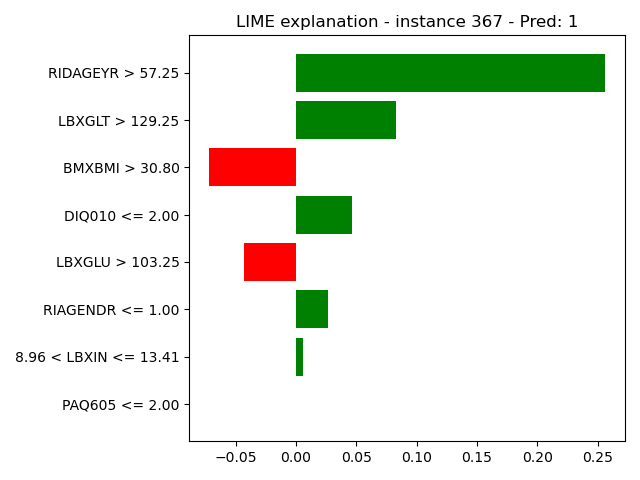 LIME explanation - instance 367 - Pred: 1
RIDAGEYR > 57.25
LBXGLT > 129.25
BMXBMI > 30.80
DIQ010 <= 2.00
LBXGLU > 103.25
RIAGENDR <= 1.00
8.96 < LBXIN <= 13.41
PAQ605 <= 2.00
−0.05 0.00 0.05 0.10 0.15 0.20 0.25